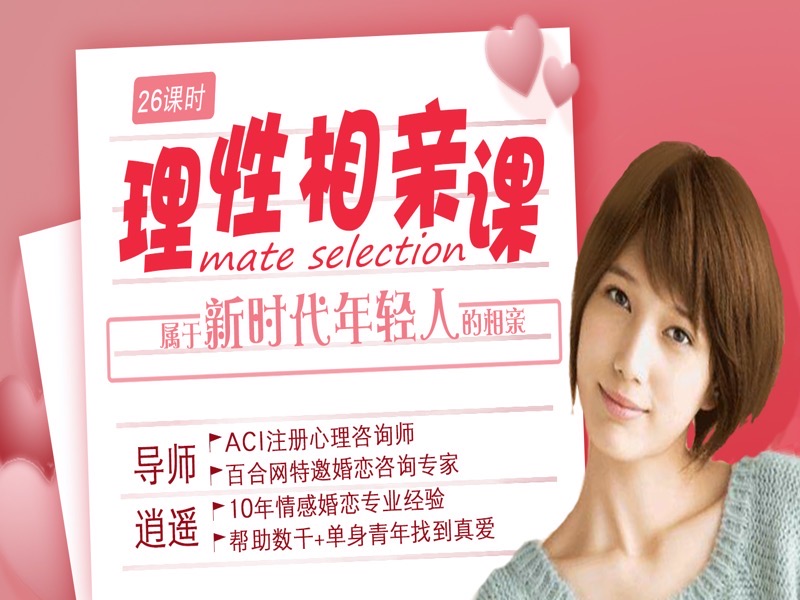 26课时
理性相亲课
mate selection
属于新时代年轻人的相亲
导师
ACI注册心理咨询师
百合网特邀婚恋咨询专家
逍遥
10年情感婚恋专业经验
帮助数千+单身青年找到真爱